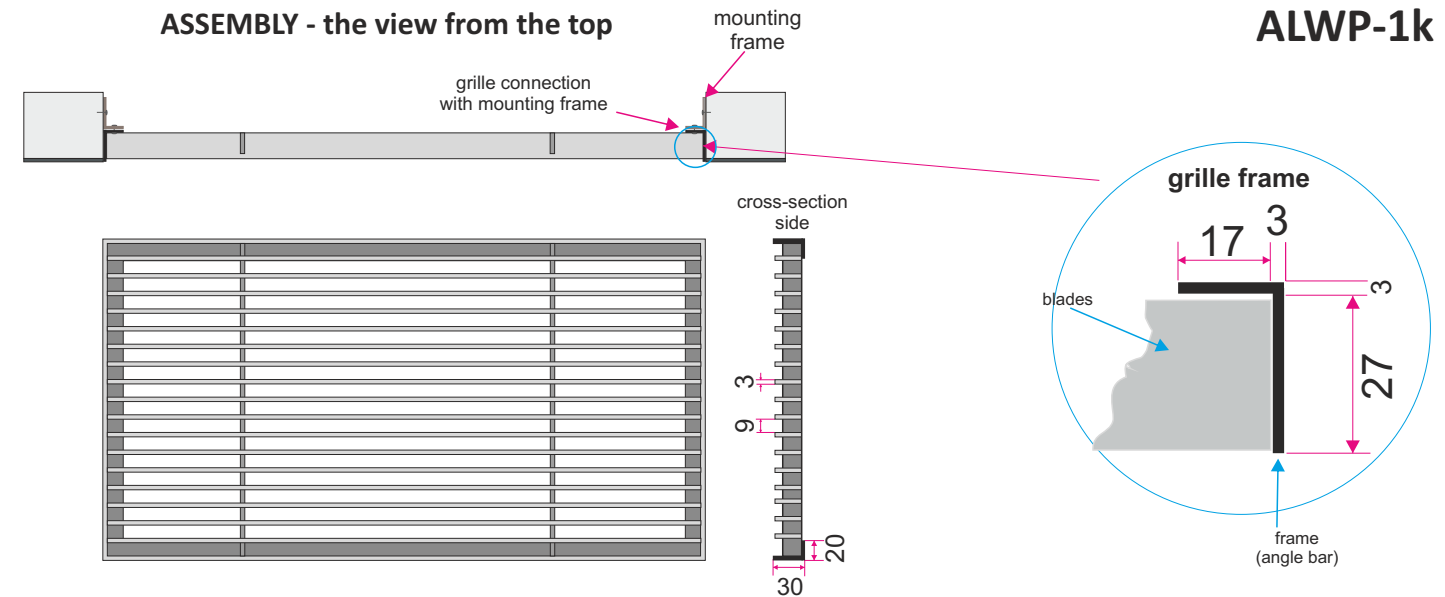 ASSEMBLY - the view from the top
mounting
frame
ALWP-1k
grille connection
with mounting frame
grille frame
cross-section
side
17
3
3
blades
27
3
9
20
30
frame
(angle bar)